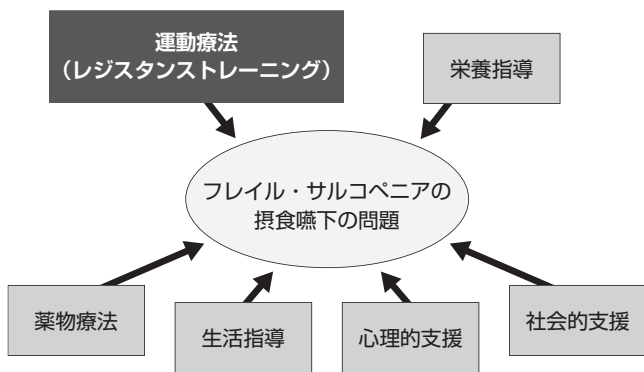 運動療法
（レジスタンストレーニング）
栄養指導
フレイル・サルコペニアの
摂食嚥下の問題
薬物療法
生活指導
心理的支援
社会的支援